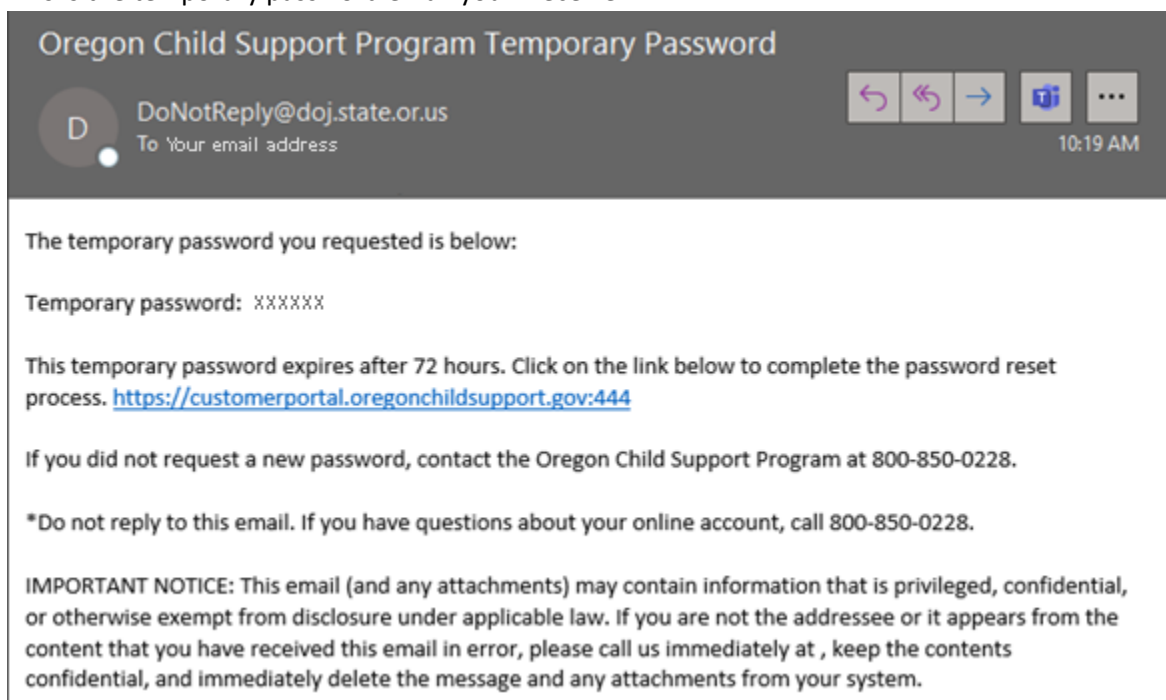 Oregon Child Support Program Temporary Password
D
DoNotReply@doj.state.or.us
To Your email address
10:19 AM
The temporary password you requested is below:
Temporary password: XXXXXX
This temporary password expires after 72 hours. Click on the link below to complete the password reset
process. https://customerportal.oregonchildsupport.gov:444
If you did not request a new password, contact the Oregon Child Support Program at 800-850-0228.
*Do not reply to this email. If you have questions about your online account, call 800-850-0228.
IMPORTANT NOTICE: This email (and any attachments) may contain information that is privileged, confidential,
or otherwise exempt from disclosure under applicable law. If you are not the addressee or it appears from the
content that you have received this email in error, please call us immediately at , keep the contents
confidential, and immediately delete the message and any attachments from your system.